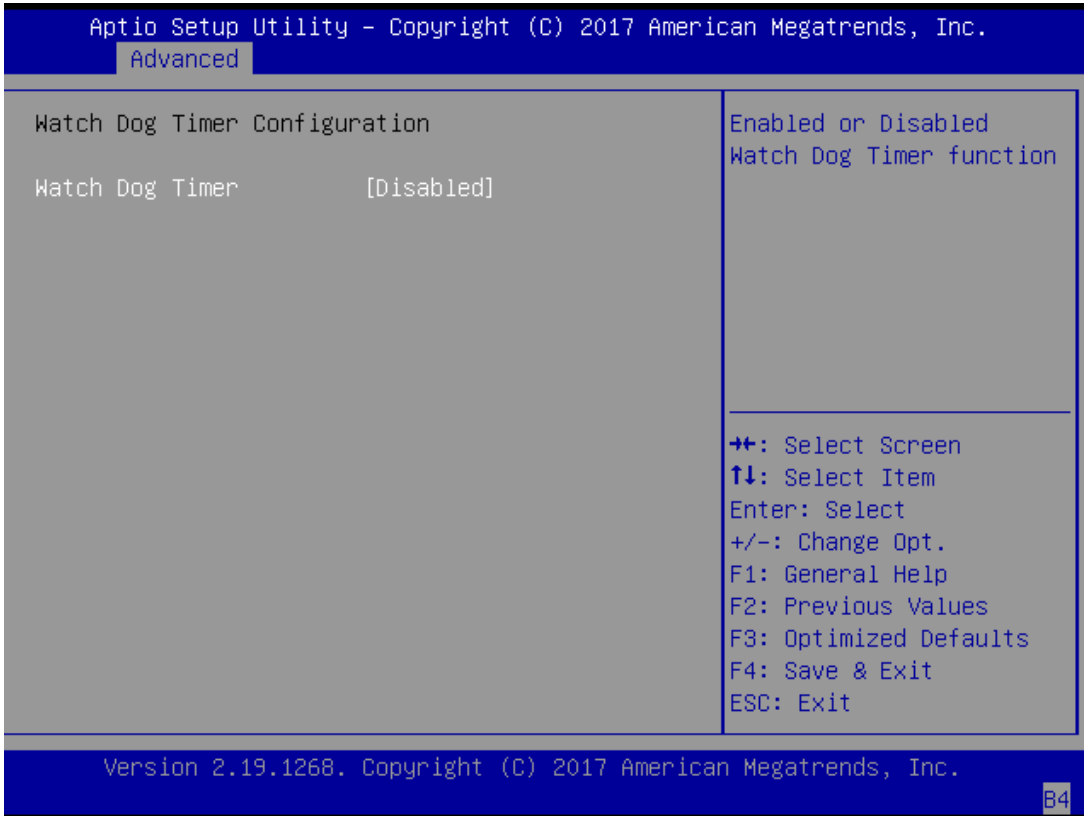 Aptio Setup Utility – Copyright (C) 2017 American Megatrends, Inc.
Advanced
Watch Dog Timer Configuration
Watch Dog Timer [Disabled]
Enabled or Disabled
Watch Dog Timer function
→←: Select Screen
↑↓: Select Item
Enter: Select
+/-: Change Opt.
F1: General Help
F2: Previous Values
F3: Optimized Defaults
F4: Save & Exit
ESC: Exit
Version 2.19.1268. Copyright (C) 2017 American Megatrends, Inc.
B4